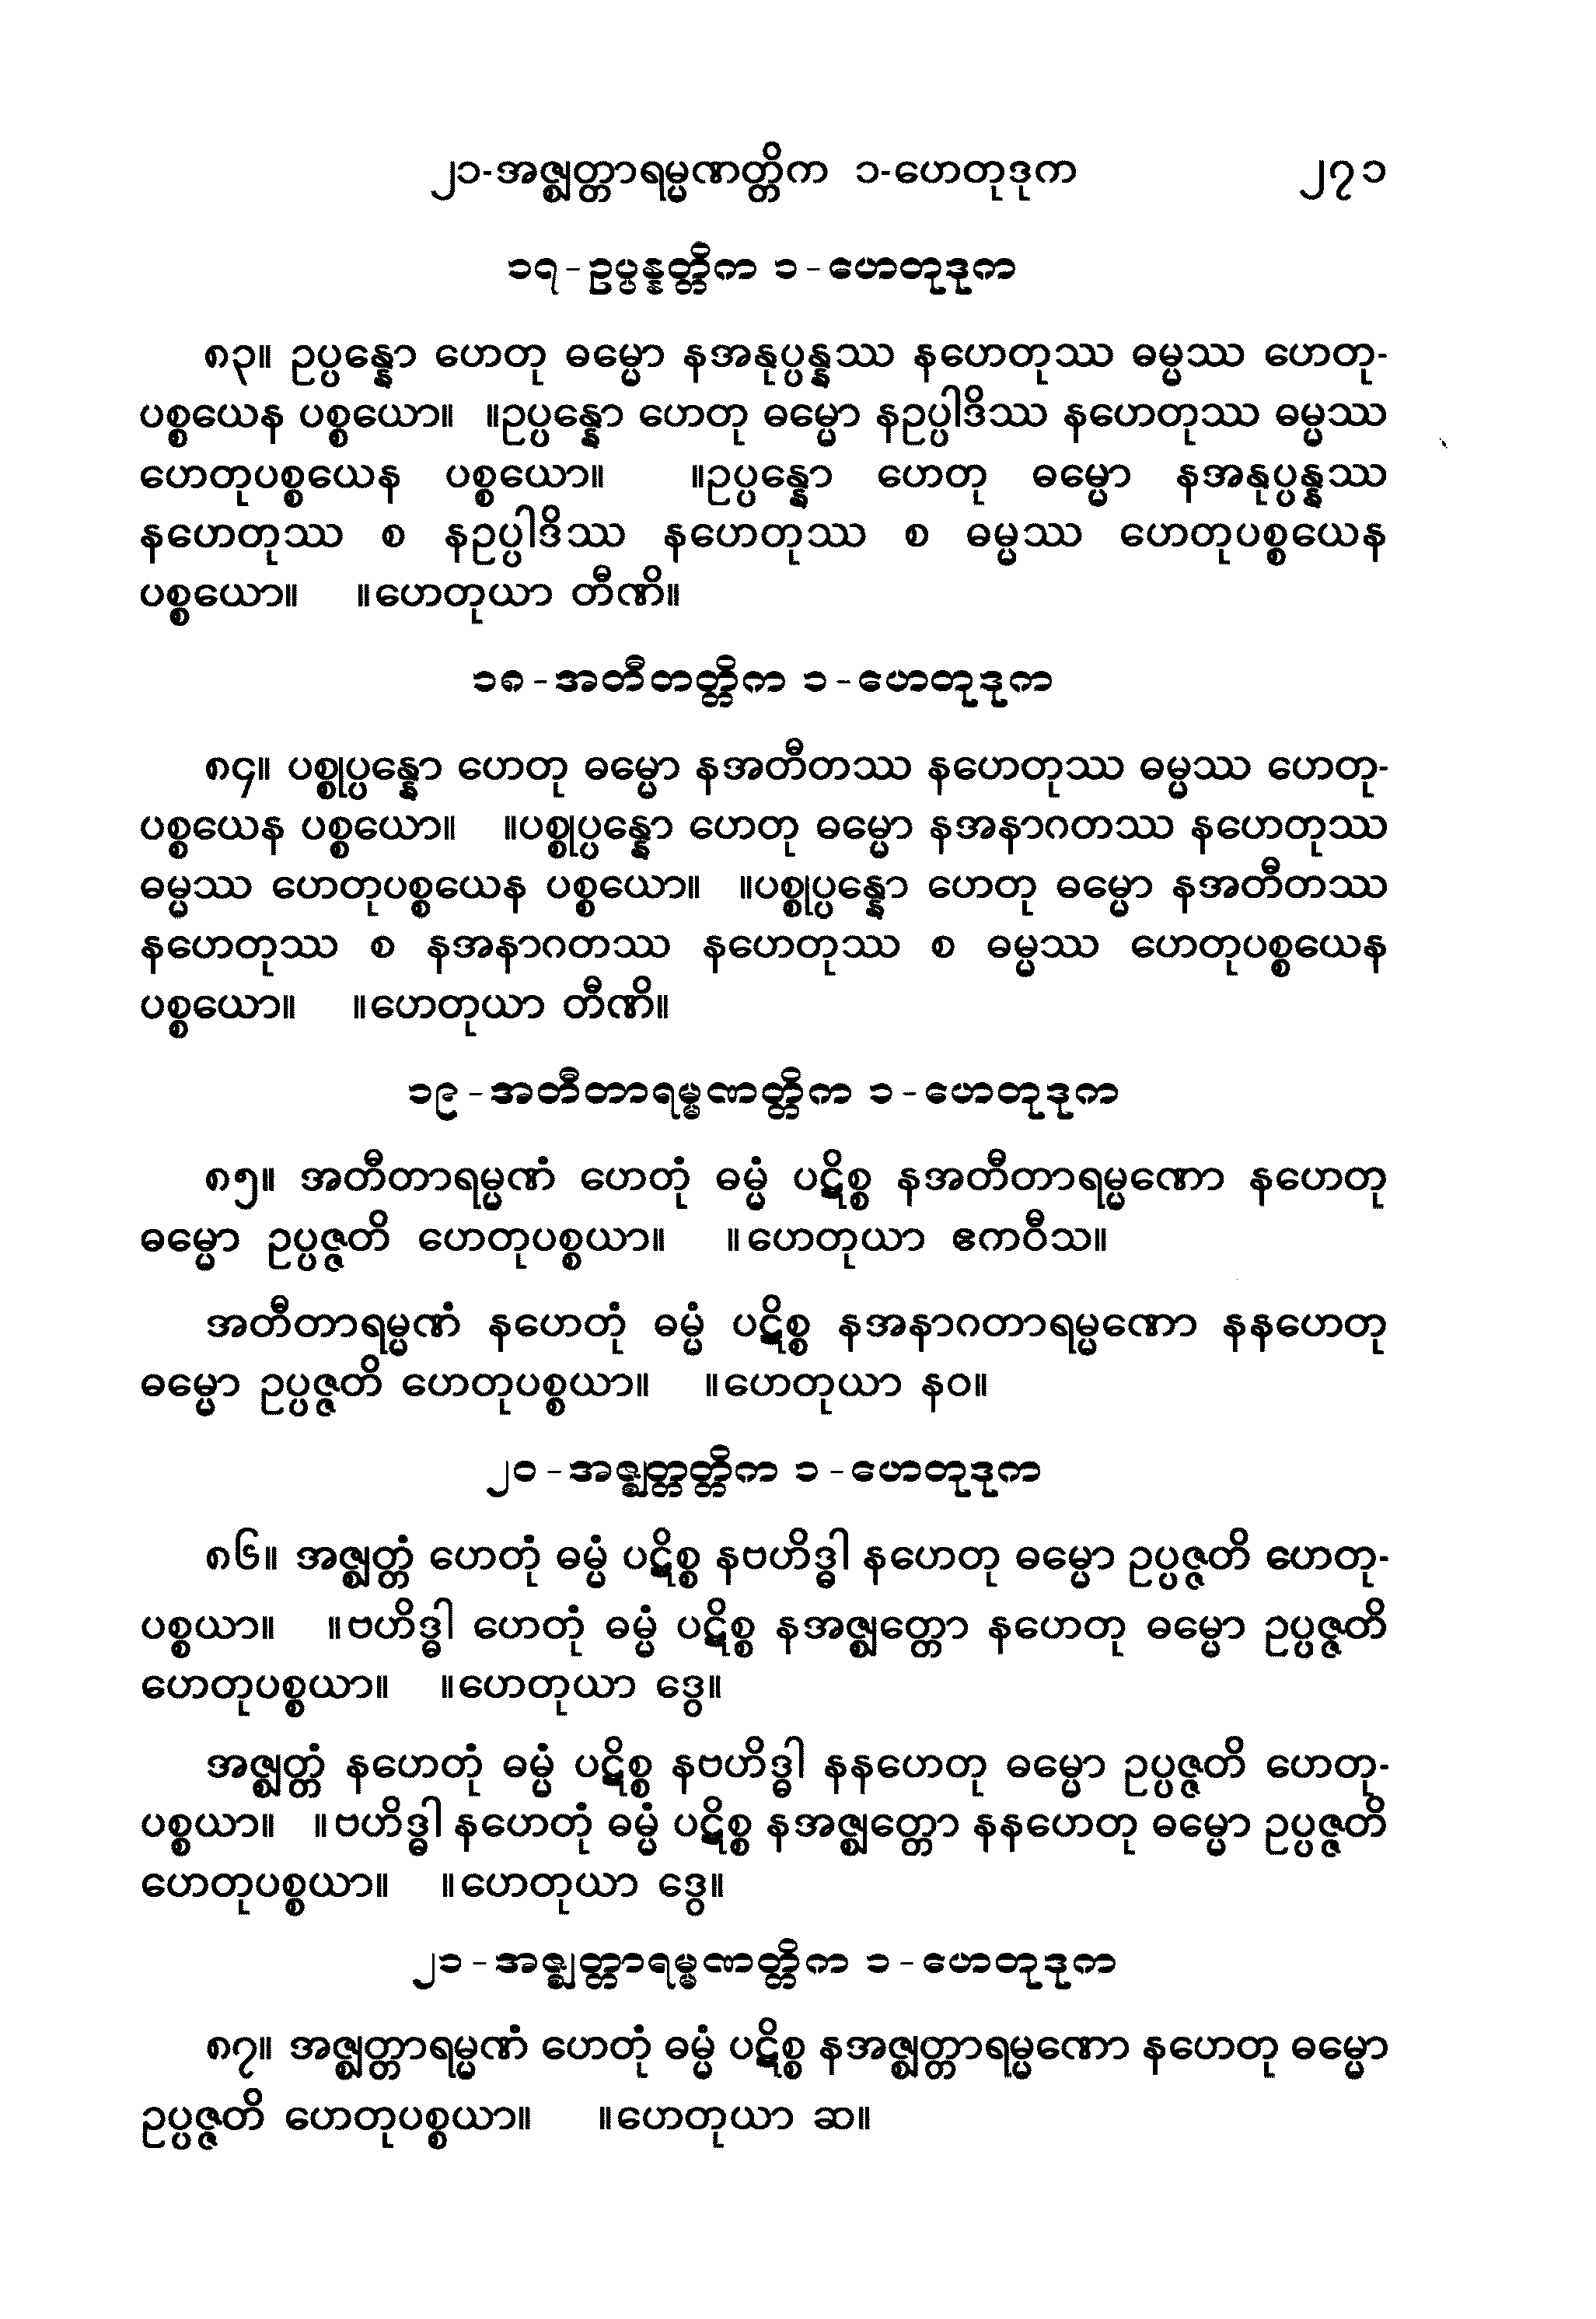 ၂၁-အဇ္ဈတ္တာရမ္မဏတ္တိက ၁-ဟေတုဒုက ၂၇၁
၁၇-ဥပ္ပန္နတ္တိက ၁-ဟေတုဒုက
၈၃။ ဥပ္ပန္နော ဟေတု ဓမ္မော နအနုပ္ပန္နဿ နဟေတုဿ ဓမ္မဿ ဟေတု-
ပစ္စယေန ပစ္စယော။ ။ဥပ္ပန္နော ဟေတု ဓမ္မော နဥပ္ပါဒိဿ နဟေတုဿ ဓမ္မဿ
ဟေတုပစ္စယေန ပစ္စယော။ ။ဥပ္ပန္နော ဟေတု ဓမ္မော နအနုပ္ပန္နဿ
နဟေတုဿ စ နဥပ္ပါဒိဿ နဟေတုဿ စ ဓမ္မဿ ဟေတုပစ္စယေန
ပစ္စယော။ ။ဟေတုယာ တီဏိ။
၁၈-အတီတတ္တိက ၁-ဟေတုဒုက
၈၄။ ပစ္စုပ္ပန္နော ဟေတု ဓမ္မော နအတီတဿ နဟေတုဿ ဓမ္မဿ ဟေတု-
ပစ္စယေန ပစ္စယော။ ။ပစ္စုပ္ပန္နော ဟေတု ဓမ္မော နအနာဂတဿ နဟေတုဿ
ဓမ္မဿ ဟေတုပစ္စယေန ပစ္စယော။ ။ပစ္စုပ္ပန္နော ဟေတု ဓမ္မော နအတီတဿ
နဟေတုဿ စ နအနာဂတဿ နဟေတုဿ စ ဓမ္မဿ ဟေတုပစ္စယေန
ပစ္စယော။ ။ဟေတုယာ တီဏိ။
၁၉-အတီတာရမ္မဏတ္တိက ၁-ဟေတုဒုက
၈၅။ အတီတာရမ္မဏံ ဟေတုံ ဓမ္မံ ပဋိစ္စ နအတီတာရမ္မဏော နဟေတု
ဓမ္မော ဥပ္ပဇ္ဇတိ ဟေတုပစ္စယာ။ ။ဟေတုယာ ဧကဝီသ။
အတီတာရမ္မဏံ နဟေတုံ ဓမ္မံ ပဋိစ္စ နအနာဂတာရမ္မဏော နနဟေတု
ဓမ္မော ဥပ္ပဇ္ဇတိ ဟေတုပစ္စယာ။ ။ဟေတုယာ နဝ။
၂၀-အဇ္ဈတ္တတ္တိက ၁-ဟေတုဒုက
၈၆။ အဇ္ဈတ္တံ ဟေတုံ ဓမ္မံ ပဋိစ္စ နဗဟိဒ္ဓါ နဟေတု ဓမ္မော ဥပ္ပဇ္ဇတိ ဟေတု-
ပစ္စယာ။ ။ဗဟိဒ္ဓါ ဟေတုံ ဓမ္မံ ပဋိစ္စ နအဇ္ဈတ္တော နဟေတု ဓမ္မော ဥပ္ပဇ္ဇတိ
ဟေတုပစ္စယာ။ ။ဟေတုယာ ဒွေ။
အဇ္ဈတ္တံ နဟေတုံ ဓမ္မံ ပဋိစ္စ နဗဟိဒ္ဓါ နနဟေတု ဓမ္မော ဥပ္ပဇ္ဇတိ ဟေတု-
ပစ္စယာ။ ။ဗဟိဒ္ဓါ နဟေတုံ ဓမ္မံ ပဋိစ္စ နအဇ္ဈတ္တော နနဟေတု ဓမ္မော ဥပ္ပဇ္ဇတိ
ဟေတုပစ္စယာ။ ။ဟေတုယာ ဒွေ။
၂၁-အဇ္ဈတ္တာရမ္မဏတ္တိက ၁-ဟေတုဒုက
၈၇။ အဇ္ဈတ္တာရမ္မဏံ ဟေတုံ ဓမ္မံ ပဋိစ္စ နအဇ္ဈတ္တာရမ္မဏော နဟေတု ဓမ္မော
ဥပ္ပဇ္ဇတိ ဟေတုပစ္စယာ။ ။ဟေတုယာ ဆ။